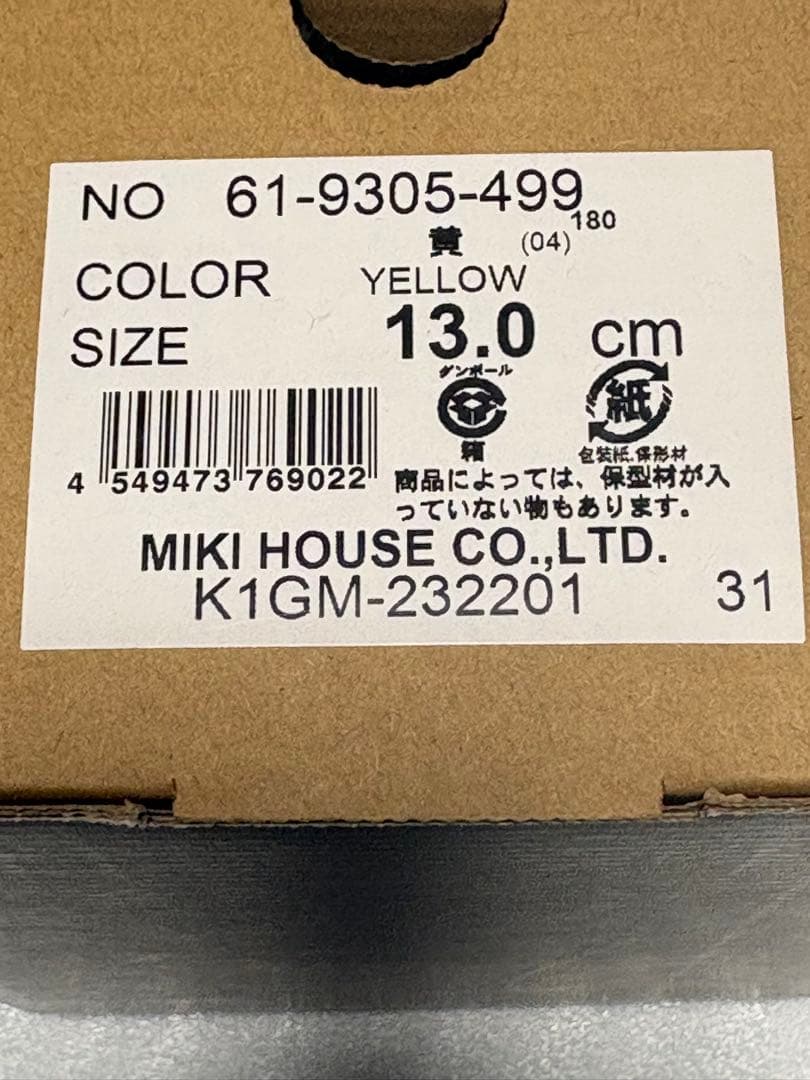 NO 61-9305-499
180
黄 (04)
COLOR YELLOW
SIZE 13.0 cm
ダンボール
箱
紙
包装紙.保形材
4 549473 769022
商品によっては、保型材が入
っていない物もあります。
MIKI HOUSE CO.,LTD.
K1GM-232201 31